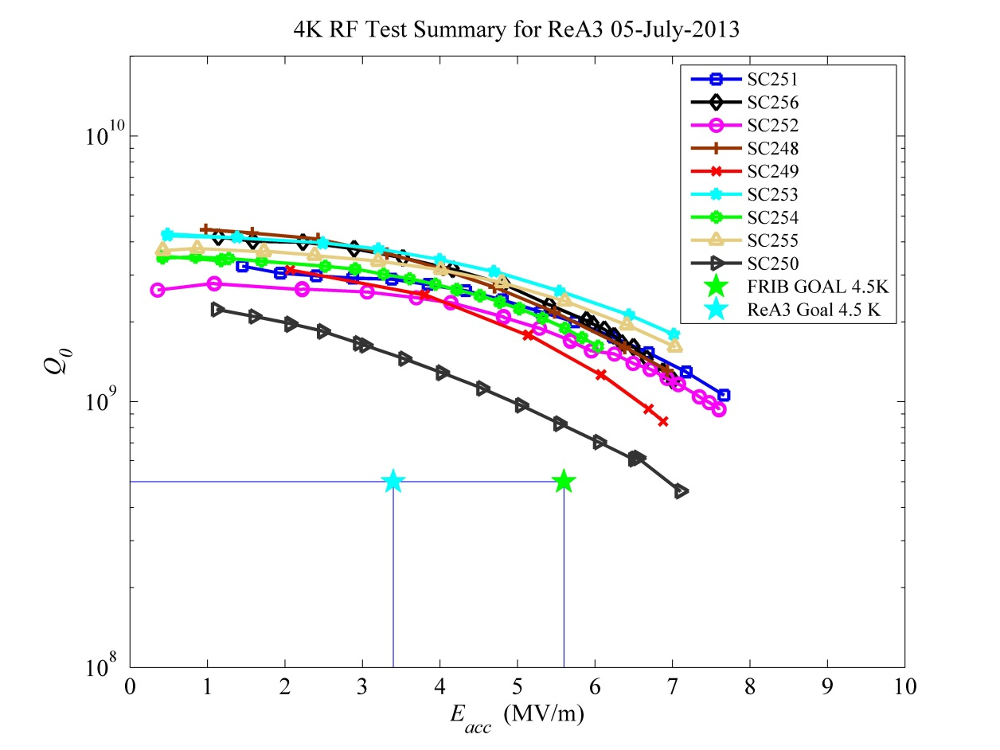 4K RF Test Summary for ReA3 05-July-2013
SC251
SC256
SC252
SC248
SC249
SC253
SC254
SC255
SC250
FRIB GOAL 4.5K
ReA3 Goal 4.5 K
10^10
10^9
10^8
Q_0
0 1 2 3 4 5 6 7 8 9 10
E_acc (MV/m)